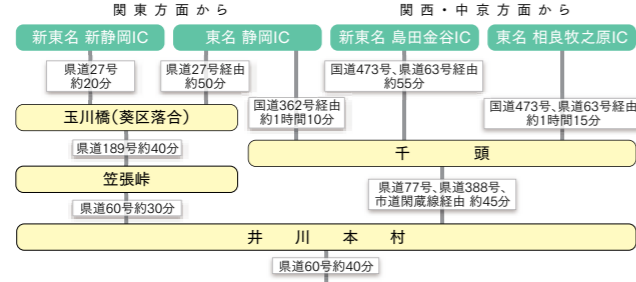 関東方面から
関西・中京方面から
新東名 新静岡IC
東名 静岡IC
新東名 島田金谷IC
東名 相良牧之原IC
県道27号
約20分
県道27号経由
約50分
国道362号経由
約1時間10分
国道473号、県道63号経由
約55分
国道473号、県道63号経由
約1時間15分
玉川橋(葵区落合)
県道189号約40分
千頭
笠張峠
県道77号、県道388号、
市道閑蔵線経由 約45分
県道60号約30分
井川本村
県道60号約40分